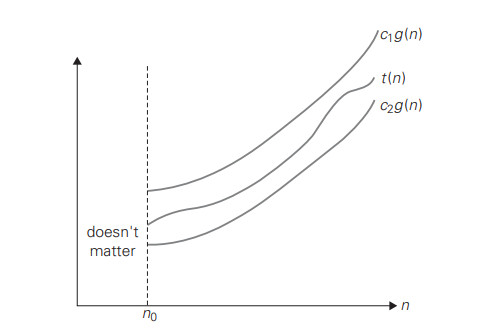 c₁g(n)
t(n)
c₂g(n)
doesn't
matter
n
n₀